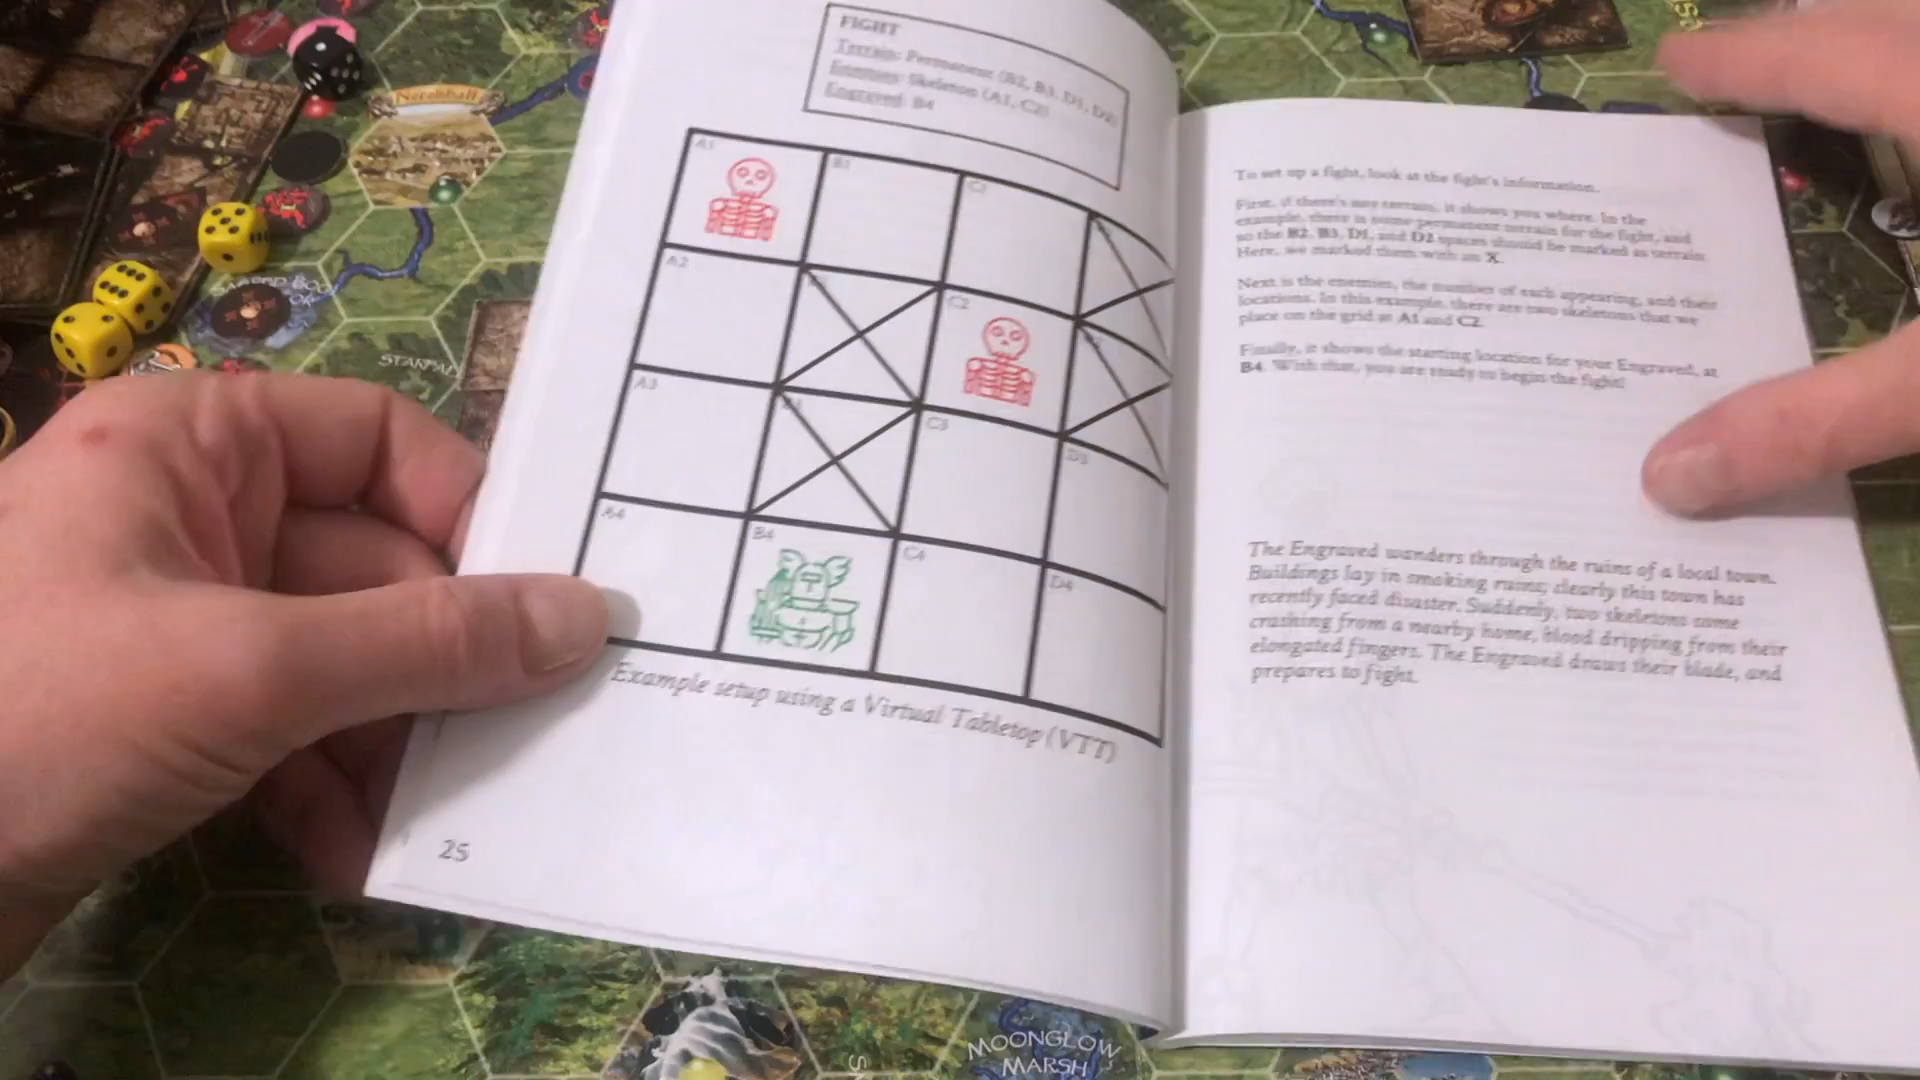 FIGHT
Terrain: Permanent (B2, B3, D1, D2)
Enemies: Skeleton (A1, C2)
Engraved: B4
A1
B1
C1
A2
C2
A3
C3
D3
A4
B4
C4
D4
Example setup using a Virtual Tabletop (VTT)
25
To set up a fight, look at the fight's information.
First, if there's any terrain, it shows you where. In the
example, there is some permanent terrain for the fight, and
so the B2, B3, D1, and D2 spaces should be marked as terrain.
Here, we marked them with an X.
Next is the enemies, the number of each appearing, and their
locations. In this example, there are two skeletons that we
place on the grid at A1 and C2.
Finally, it shows the starting location for your Engraved, at
B4. With that, you are ready to begin the fight!
The Engraved wanders through the ruins of a local town.
Buildings lay in smoking ruins; clearly this town has
recently faced disaster. Suddenly, two skeletons come
crashing from a nearby home, blood dripping from their
elongated fingers. The Engraved draws their blade, and
prepares to fight.
MOONGLOW
MARSH